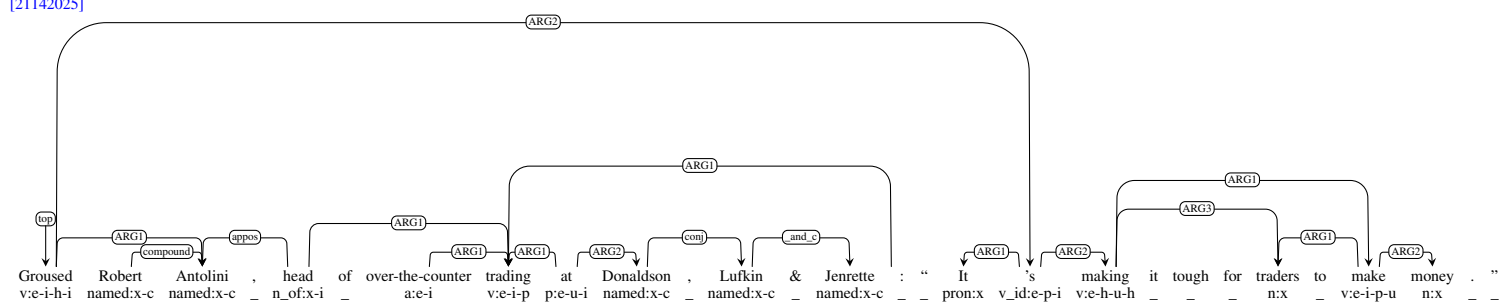 [21142025]
ARG2
ARG1
ARG1
ARG3
top
ARG1
ARG1
appos
conj
_and_c
ARG1
compound
ARG1
ARG1
ARG2
ARG1
ARG2
ARG2
Groused Robert Antolini , head of over-the-counter trading at Donaldson , Lufkin & Jenrette : “ It 's making it tough for traders to make money . ”
v:e-i-h-i named:x-c named:x-c _ n_of:x-i _ a:e-i v:e-i-p p:e-u-i named:x-c _ named:x-c _ named:x-c _ _ pron:x v_id:e-p-i v:e-h-u-h _ _ _ n:x _ v:e-i-p-u n:x _ _